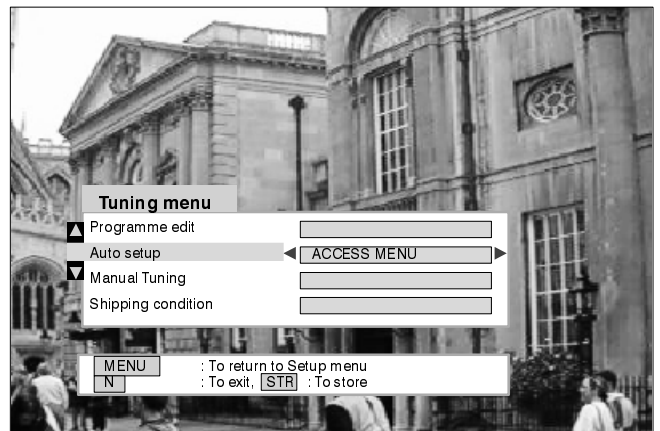 Tuning menu
Programme edit
Auto setup ACCESS MENU
Manual Tuning
Shipping condition
MENU : To return to Setup menu
N : To exit, STR : To store